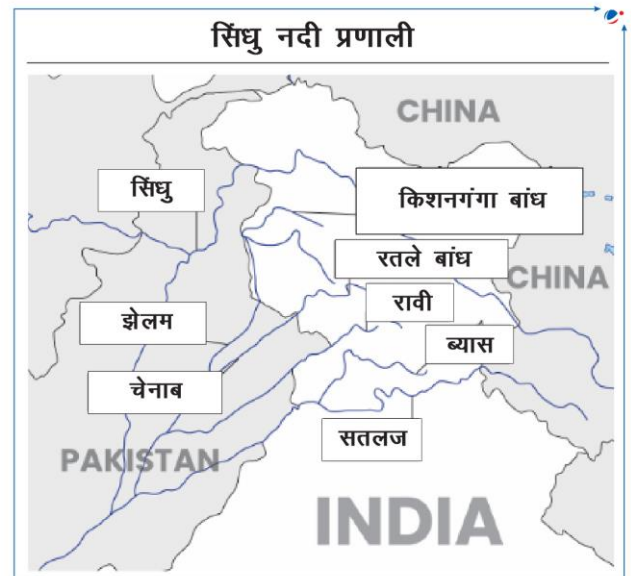 सिंधु नदी प्रणाली
CHINA
सिंधु
किशनगंगा बांध
रतले बांध
CHINA
रावी
झेलम
ब्यास
चेनाब
सतलज
PAKISTAN
INDIA